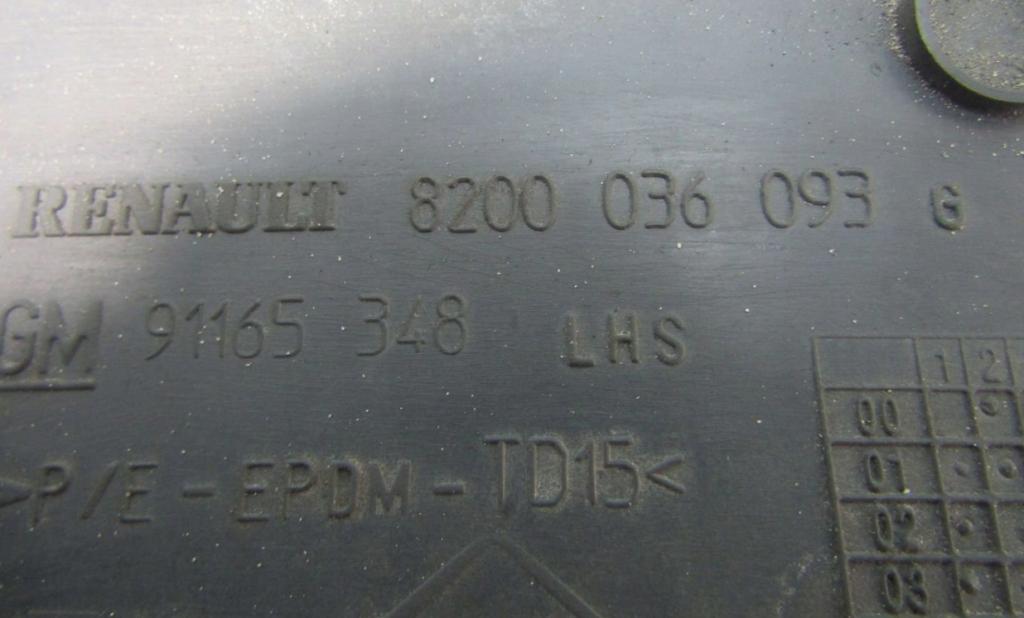 RENAULT 8200 036 093 G
GM 91165 348 LHS
>P/E-EPDM-TD15<
1 2
00
01
02
03